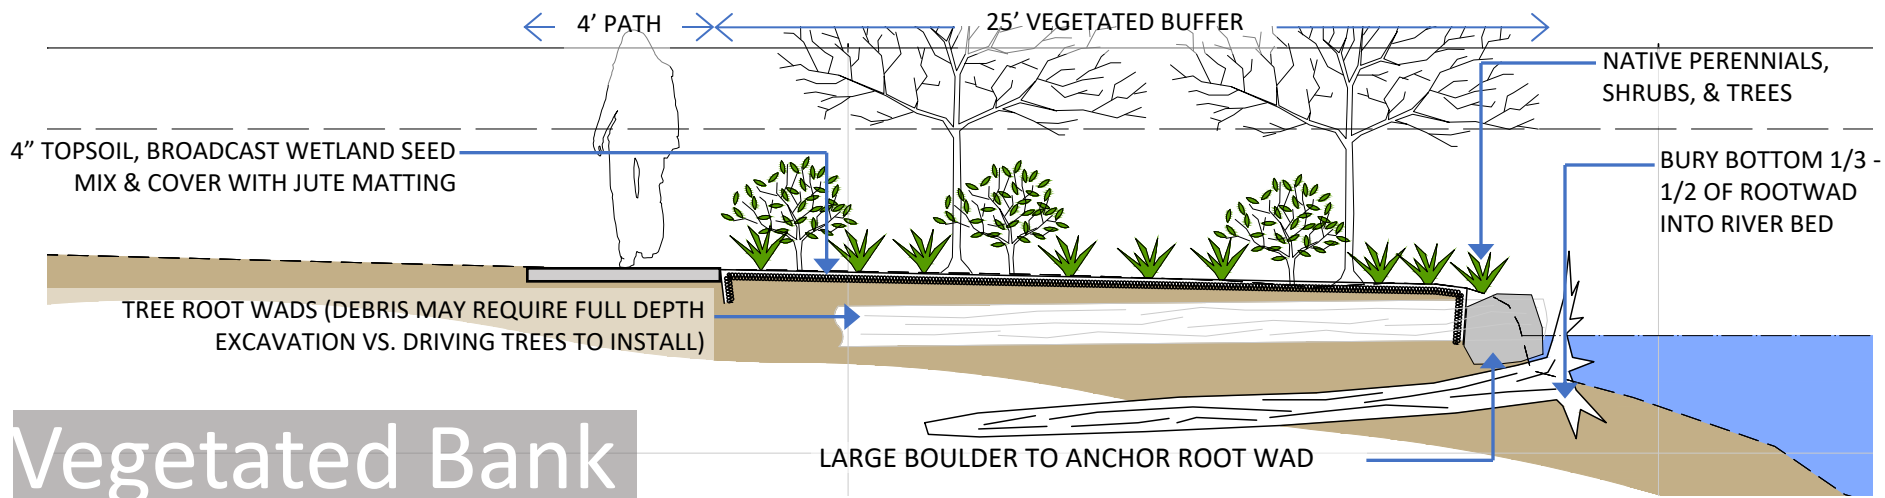 4’ PATH
25’ VEGETATED BUFFER
NATIVE PERENNIALS,
SHRUBS, & TREES
4” TOPSOIL, BROADCAST WETLAND SEED
MIX & COVER WITH JUTE MATTING
BURY BOTTOM 1/3 -
1/2 OF ROOTWAD
INTO RIVER BED
TREE ROOT WADS (DEBRIS MAY REQUIRE FULL DEPTH
EXCAVATION VS. DRIVING TREES TO INSTALL)
LARGE BOULDER TO ANCHOR ROOT WAD
Vegetated Bank